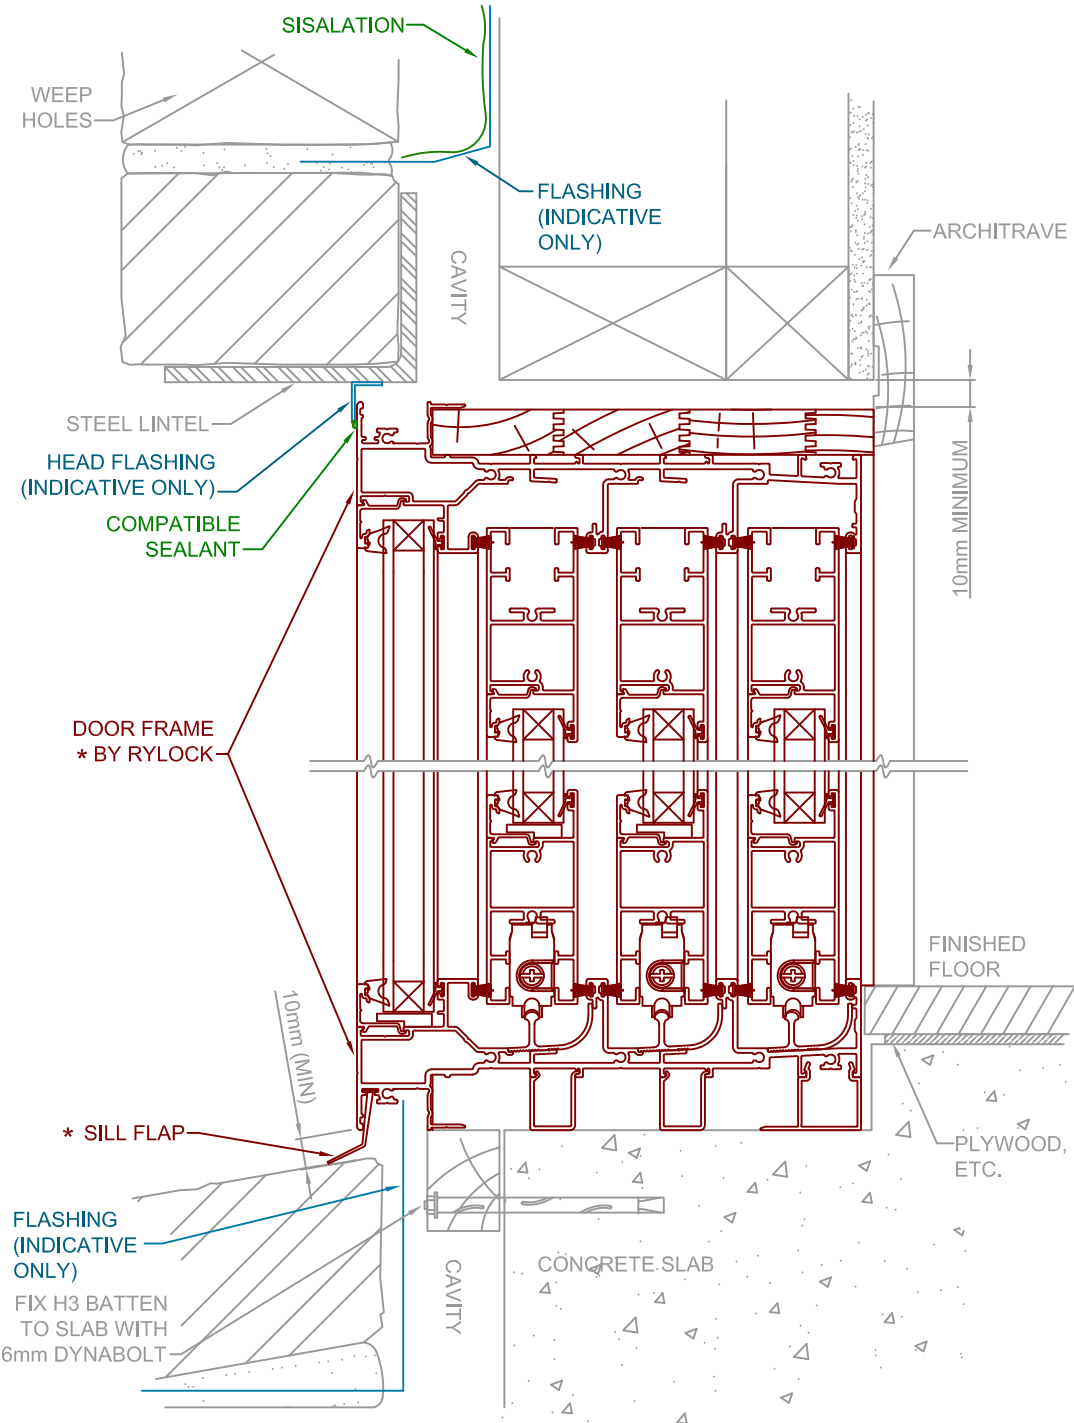 SISALATION
WEEP
HOLES
FLASHING
(INDICATIVE
ONLY)
ARCHITRAVE
CAVITY
STEEL LINTEL
HEAD FLASHING
(INDICATIVE ONLY)
COMPATIBLE
SEALANT
10mm MINIMUM
DOOR FRAME
* BY RYLOCK
FINISHED
FLOOR
10mm (MIN)
* SILL FLAP
PLYWOOD,
ETC.
FLASHING
(INDICATIVE
ONLY)
CAVITY
CONCRETE SLAB
FIX H3 BATTEN
TO SLAB WITH
6mm DYNABOLT